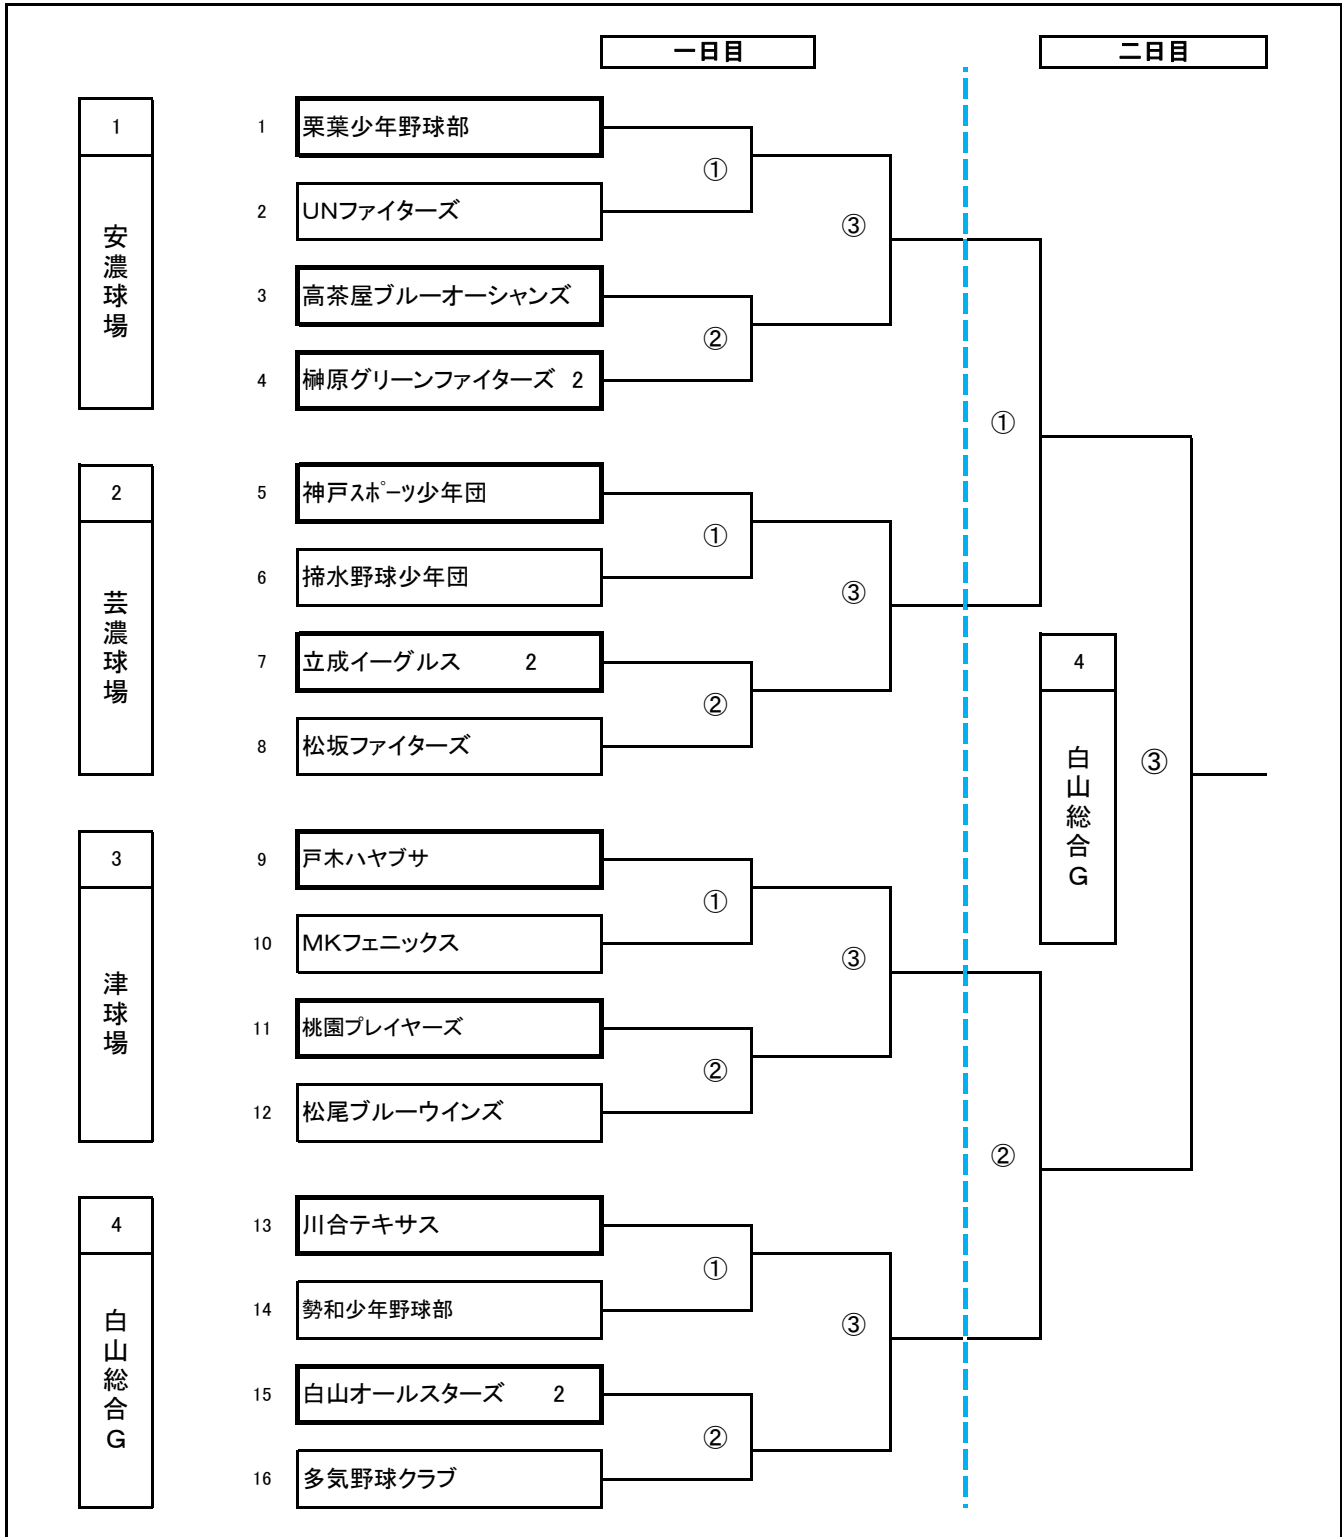 一日目
二日目
1
安濃球場
1 栗葉少年野球部
①
2 UNファイターズ
③
3 高茶屋ブルーオーシャンズ
②
4 榊原グリーンファイターズ 2
①
2
芸濃球場
5 神戸スポーツ少年団
①
6 揥水野球少年団
③
7 立成イーグルス 2
②
8 松坂ファイターズ
4
白山総合G
③
3
津球場
9 戸木ハヤブサ
①
10 MKフェニックス
③
11 桃園プレイヤーズ
②
12 松尾ブルーウインズ
②
4
白山総合G
13 川合テキサス
①
14 勢和少年野球部
③
15 白山オールスターズ 2
②
16 多気野球クラブ